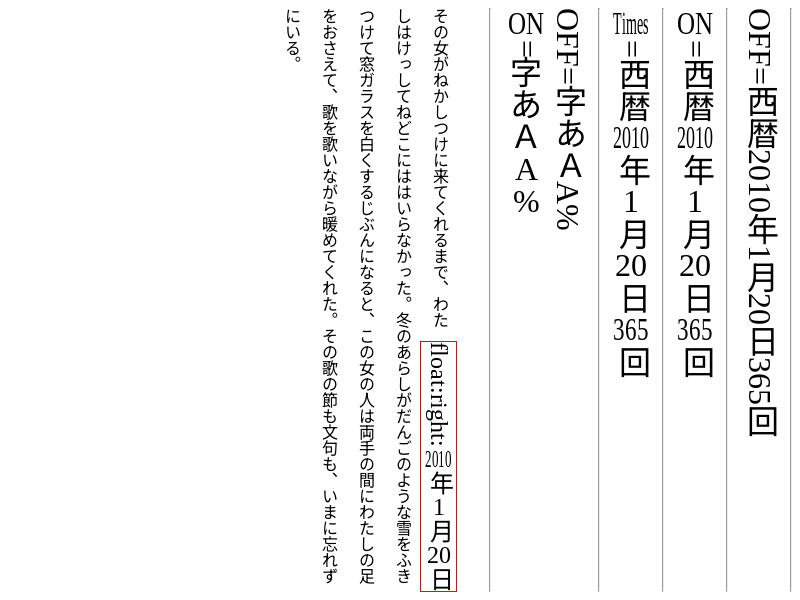 OFF=西暦2010年1月20日365回
ON=西暦2010年1月20日365回
Times=西暦2010年1月20日365回
OFF=字あＡA%
ON=字あＡA%
float:right: 2010年1月20日
その女がねかしつけに来てくれるまで、わた
しはけっしてねどこにははいらなかった。冬のあらしがだんごのような雪をふき
つけて窓ガラスを白くするじぶんになると、この女の人は両手の間にわたしの足
をおさえて、歌を歌いながら暖めてくれた。その歌の節も文句も、いまに忘れず
にいる。